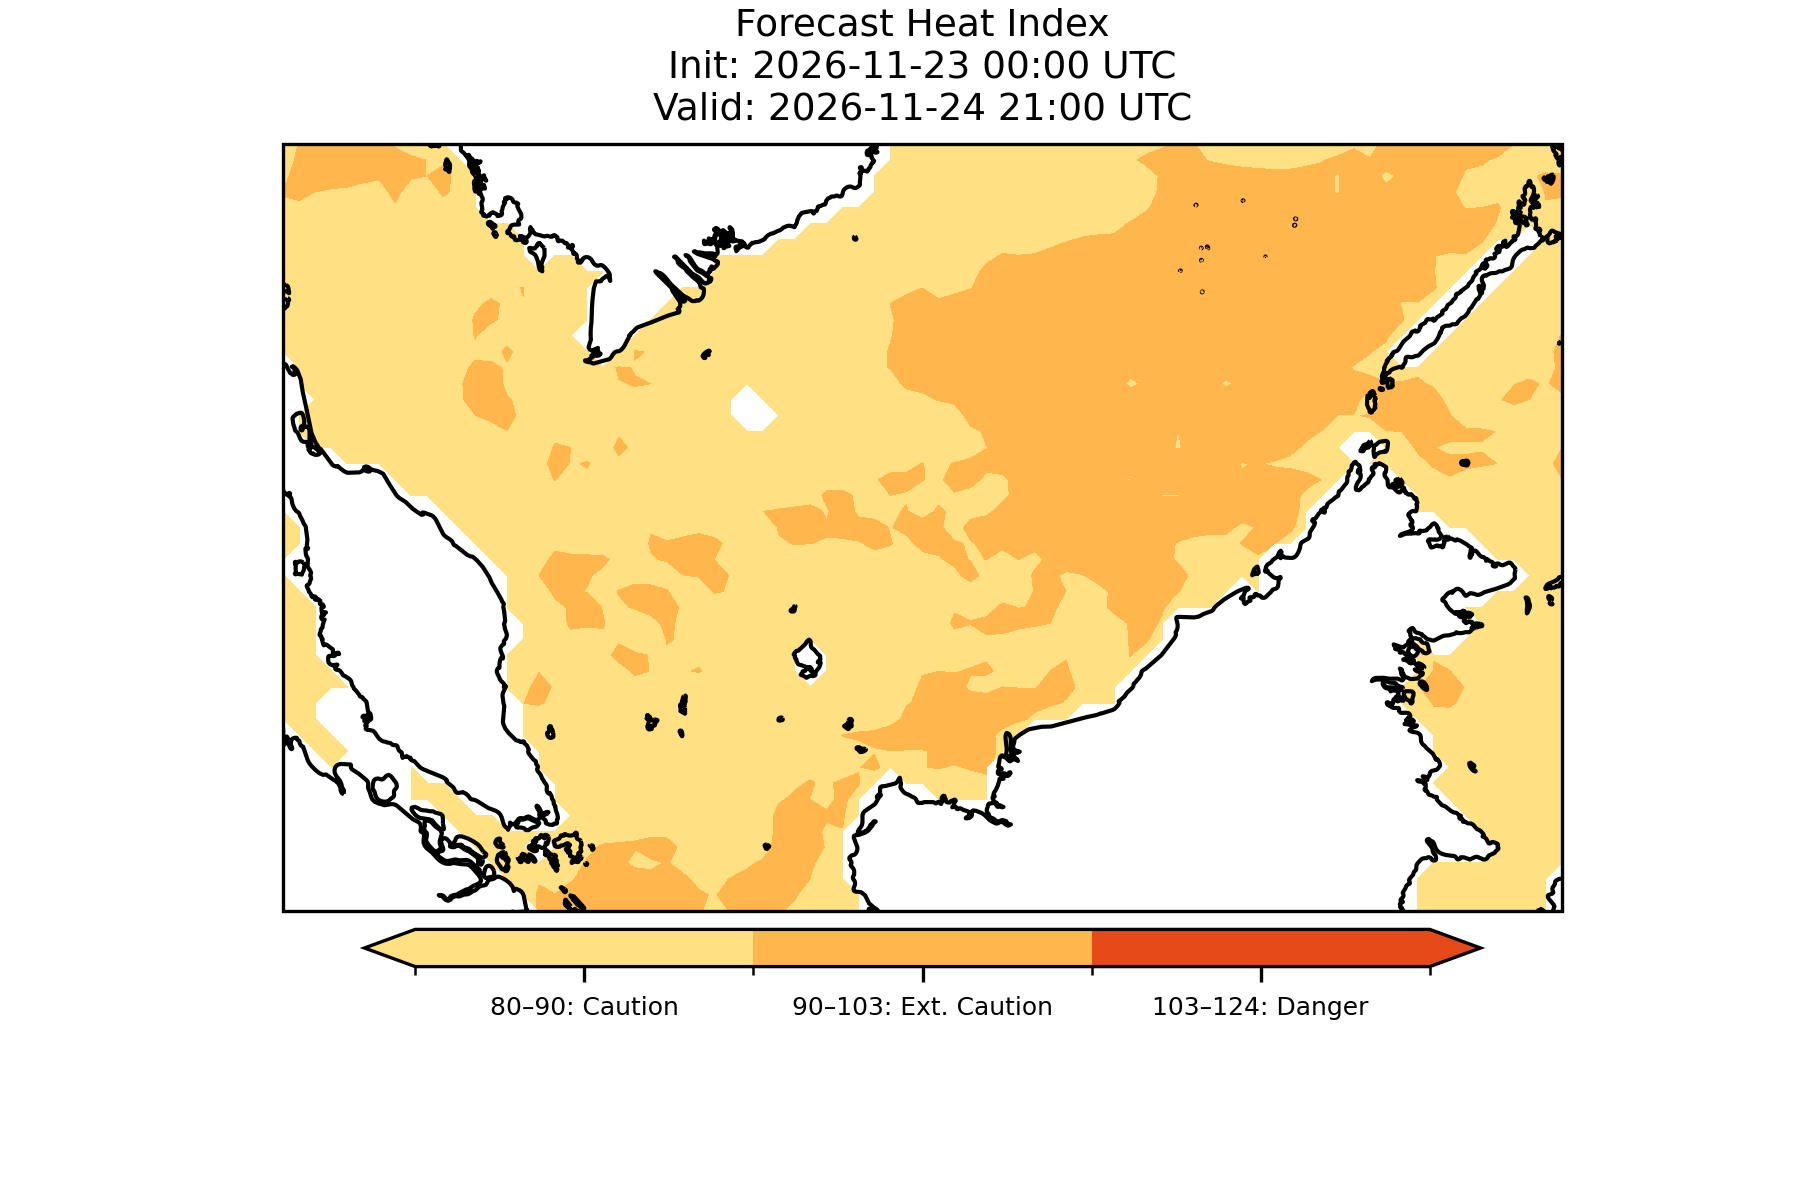 Forecast Heat Index
Init: 2026-11-23 00:00 UTC
Valid: 2026-11-24 21:00 UTC
80–90: Caution
90–103: Ext. Caution
103–124: Danger